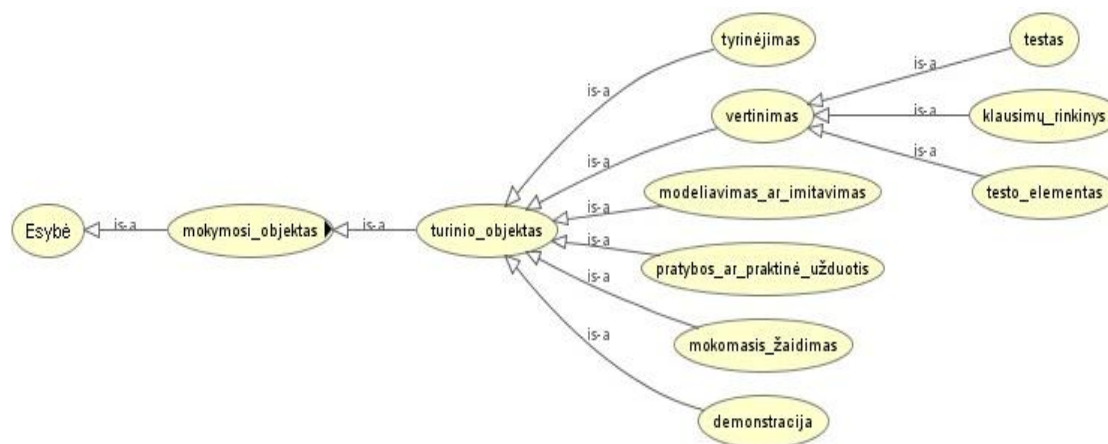 tyrinėjimas
testas
is-a
is-a
vertinimas
is-a
klausimų_rinkinys
is-a
is-a
modeliavimas_ar_imitavimas
testo_elementas
Esybė
is-a
mokymosi_objektas
is-a
turinio_objektas
is-a
is-a
pratybos_ar_praktinė_užduotis
is-a
mokomasis_žaidimas
is-a
demonstracija